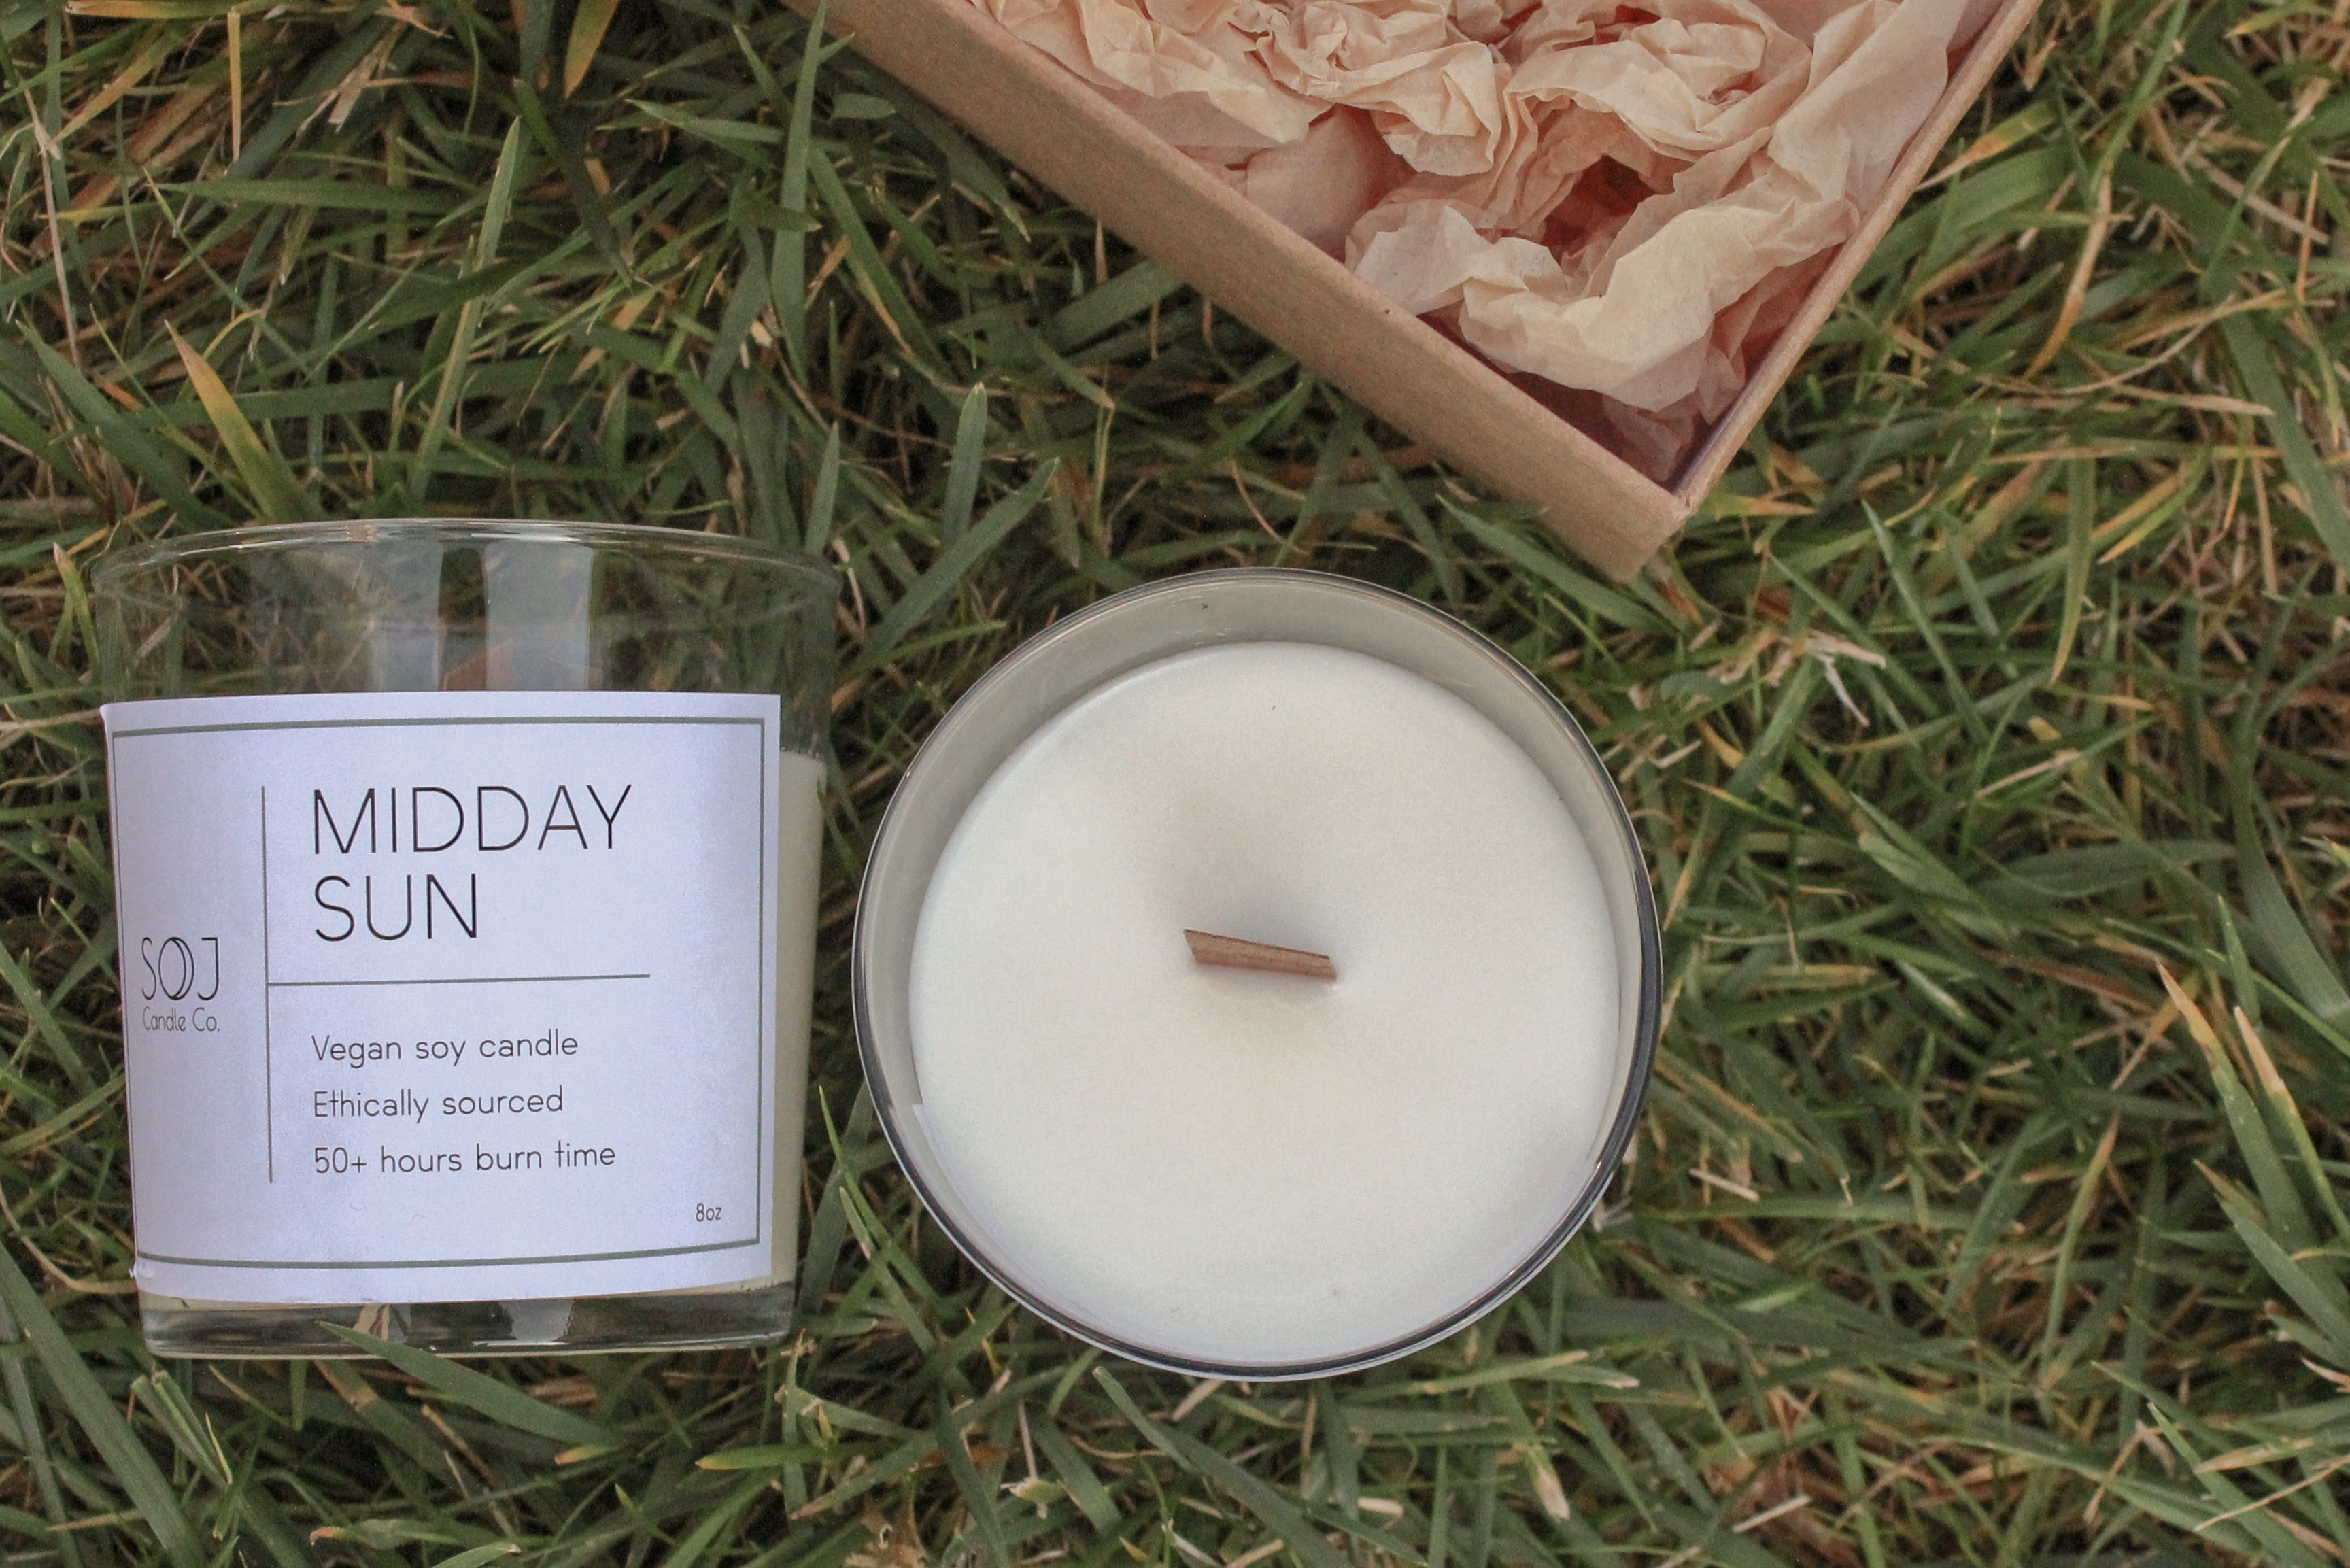 MIDDAY
SUN
SOJ
Candle Co.
Vegan soy candle
Ethically sourced
50+ hours burn time
8oz